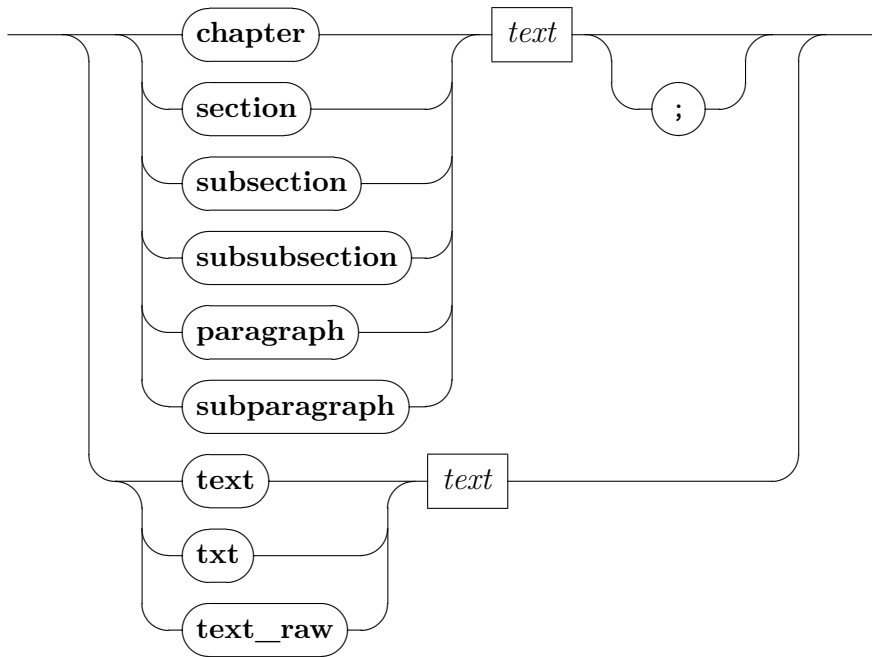 chapter text
section ;
subsection
subsubsection
paragraph
subparagraph
text text
txt
text_raw